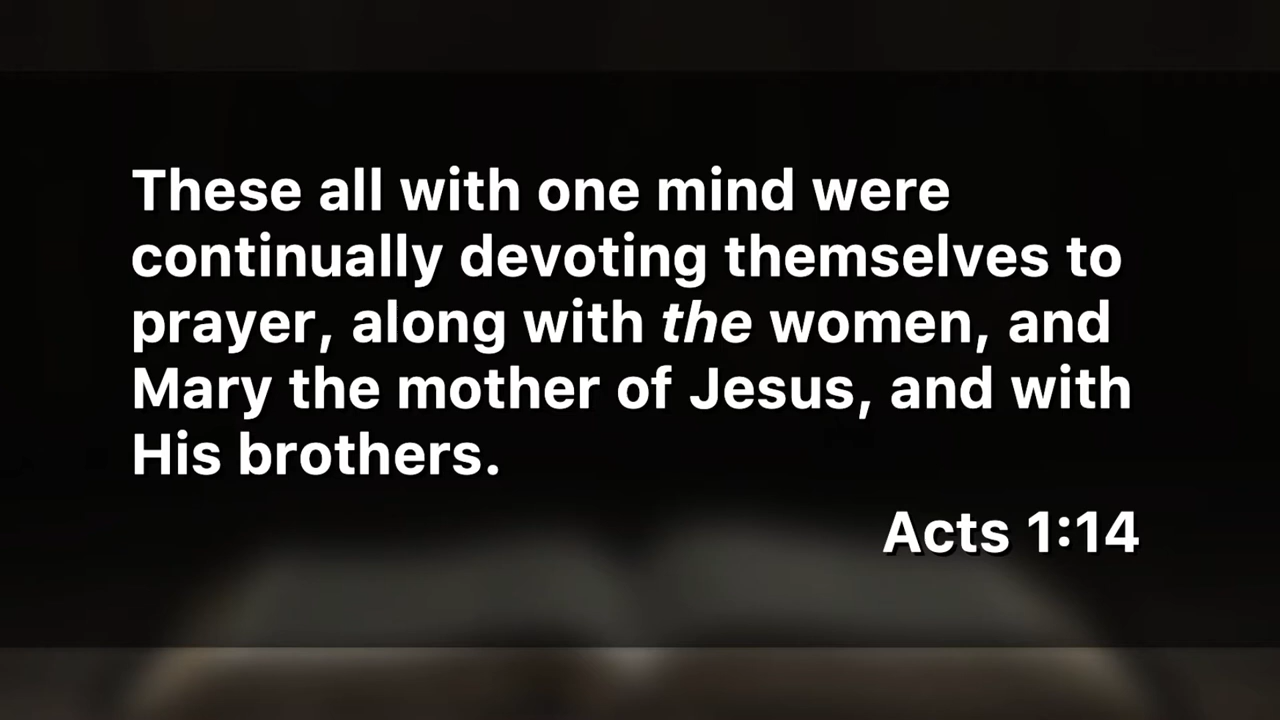 These all with one mind were
continually devoting themselves to
prayer, along with the women, and
Mary the mother of Jesus, and with
His brothers.
Acts 1:14